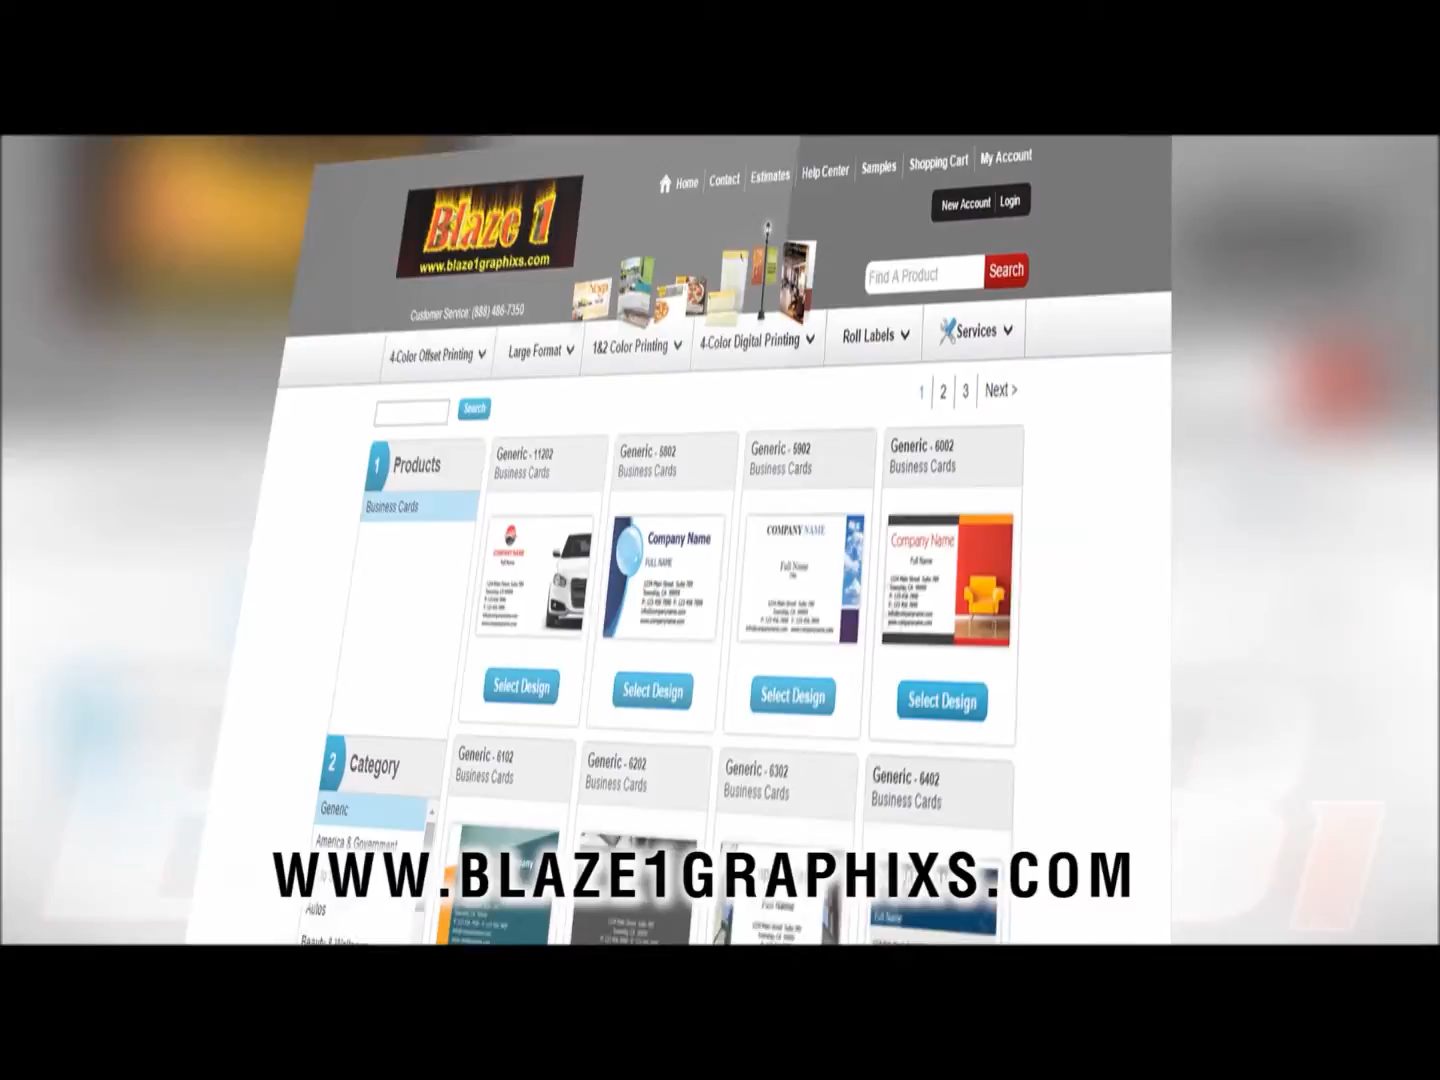 Home
Contact
Estimates
Help Center
Samples
Shopping Cart
My Account
New Account
Login
Blaze 1
www.blaze1graphixs.com
Customer Service: (888) 486-7350
Find A Product
Search
4-Color Offset Printing
Large Format
1&2 Color Printing
4-Color Digital Printing
Roll Labels
Services
Search
1
2
3
Next >
1
Products
Business Cards
Generic - 11202
Business Cards
Generic - 5802
Business Cards
Generic - 5902
Business Cards
Generic - 6002
Business Cards
Company Name
FULL NAME
COMPANY NAME
Full Name
Company Name
Full Name
Select Design
Select Design
Select Design
Select Design
2
Category
Generic
America & Government
Autos
Generic - 6102
Business Cards
Generic - 6202
Business Cards
Generic - 6302
Business Cards
Generic - 6402
Business Cards
WWW.BLAZE1GRAPHIXS.COM